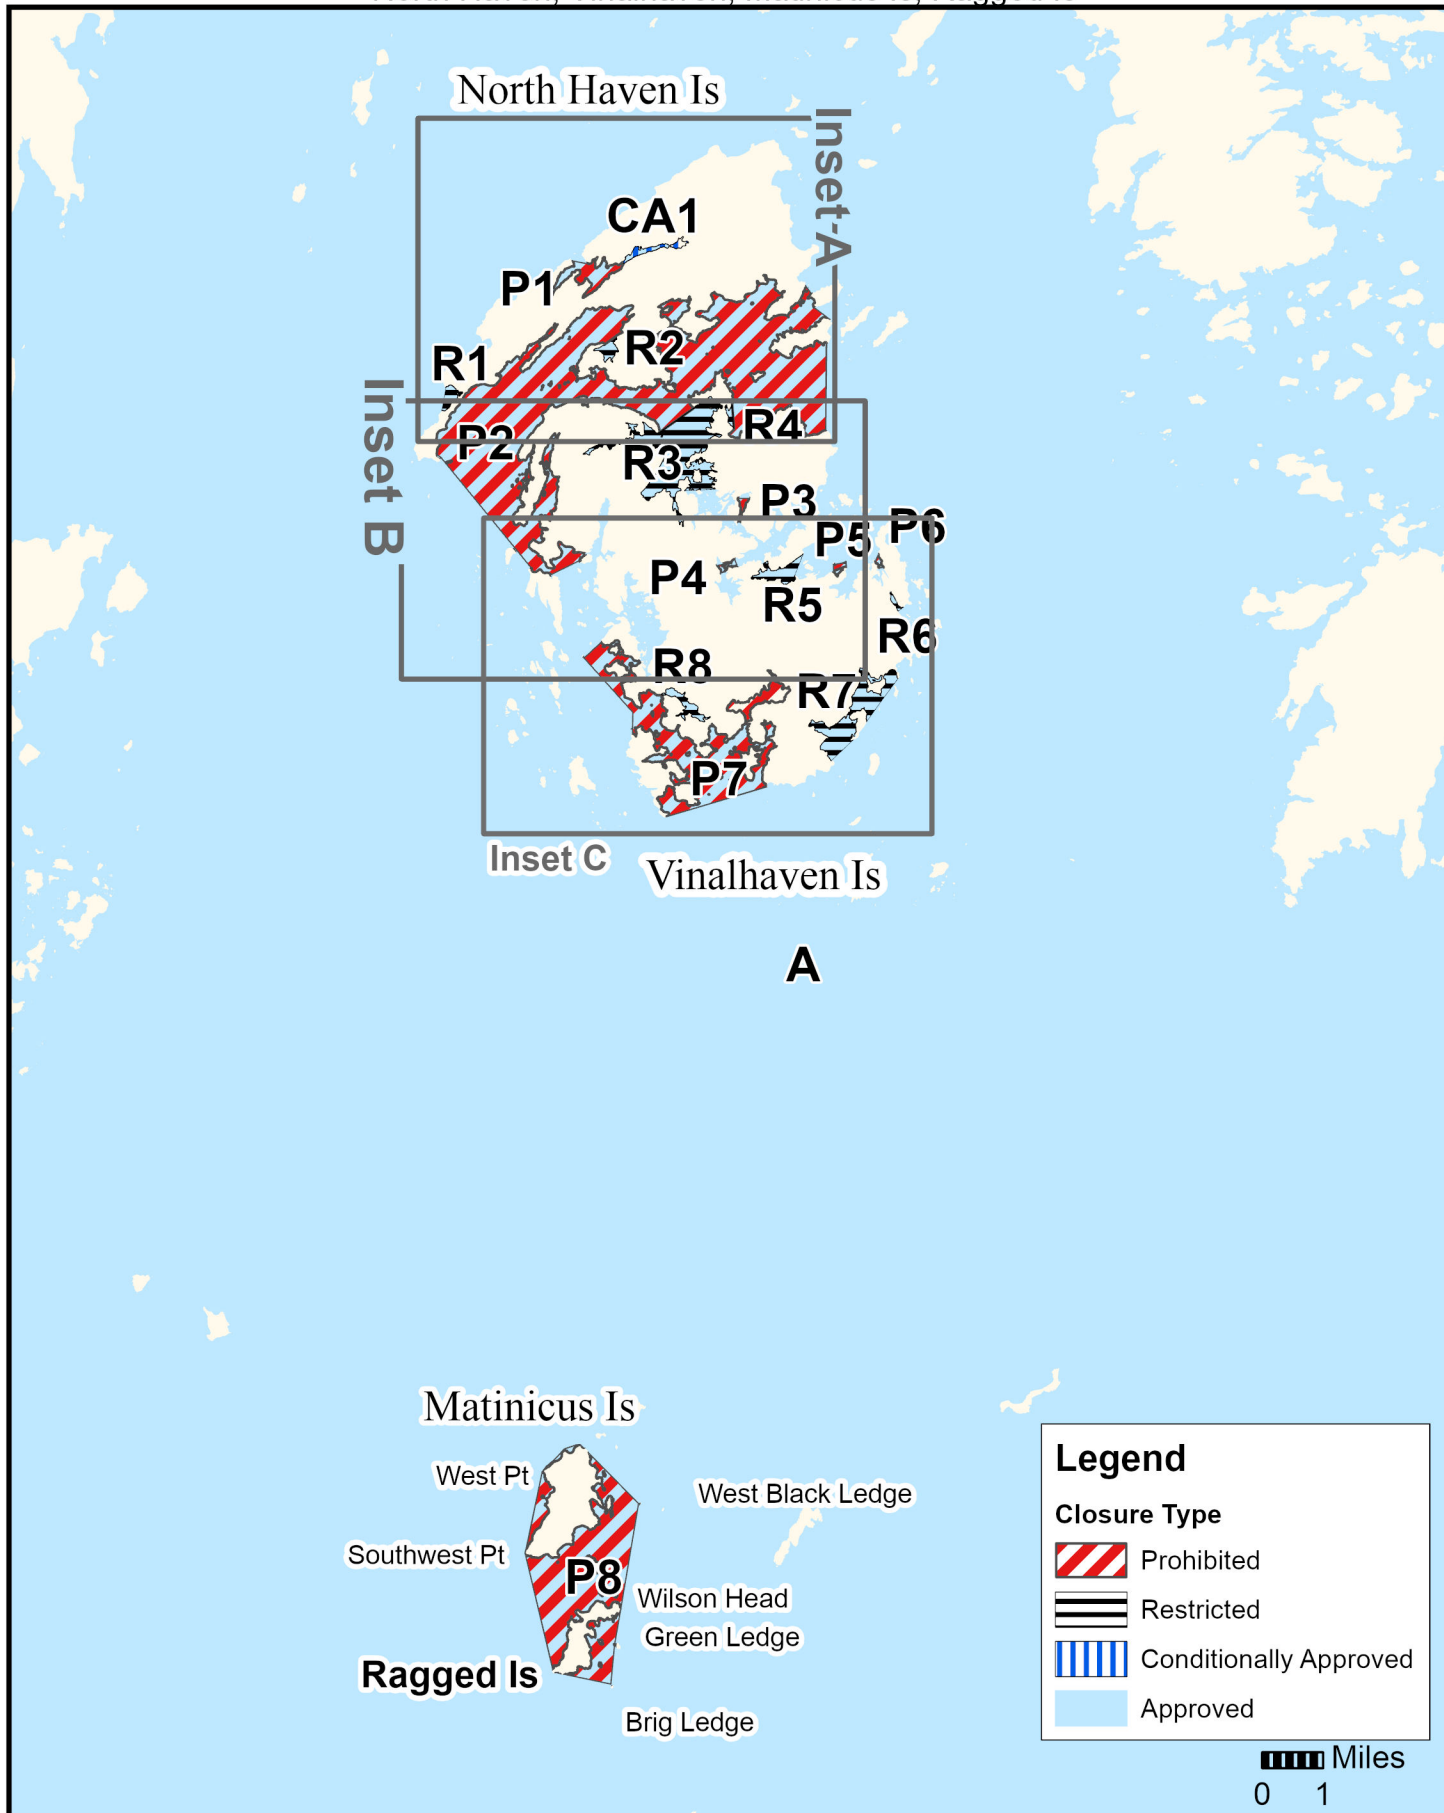 North Haven Is
Inset-A
CA1
P1
R2
R1
R4
P2
Inset B
R3
P3
P6
P5
P4
R5
R6
R8
R7
P7
Inset C
Vinalhaven Is
A
Matinicus Is
West Pt
West Black Ledge
Southwest Pt
P8
Wilson Head
Green Ledge
Ragged Is
Brig Ledge
Legend
Closure Type
Prohibited
Restricted
Conditionally Approved
Approved
Miles
0 1